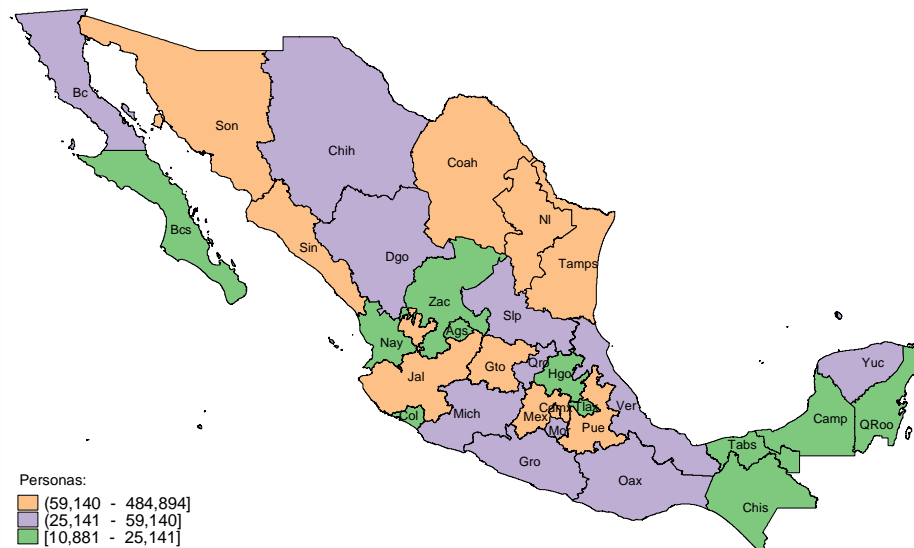 Bc
Son
Chih
Coah
Bcs
Nl
Sin
Dgo
Tamps
Zac
Slp
Ags
Nay
Qro
Yuc
Gto
Hgo
Jal
Col
Mich
Mex
Cdmx
Tlax
Ver
Camp
QRoo
Mor
Pue
Tabs
Gro
Oax
Chis
Personas:
(59,140 - 484,894]
(25,141 - 59,140]
[10,881 - 25,141]